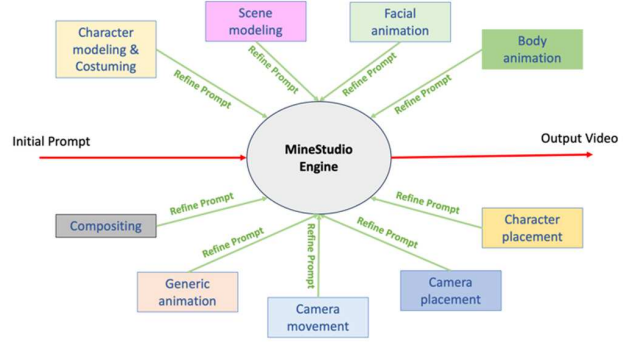 Character
modeling &
Costuming
Scene
modeling
Facial
animation
Body
animation
Refine Prompt
Refine Prompt
Refine Prompt
Refine Prompt
Initial Prompt
MineStudio
Engine
Output Video
Compositing
Refine Prompt
Generic
animation
Refine Prompt
Camera
movement
Refine Prompt
Camera
placement
Refine Prompt
Character
placement
Refine Prompt